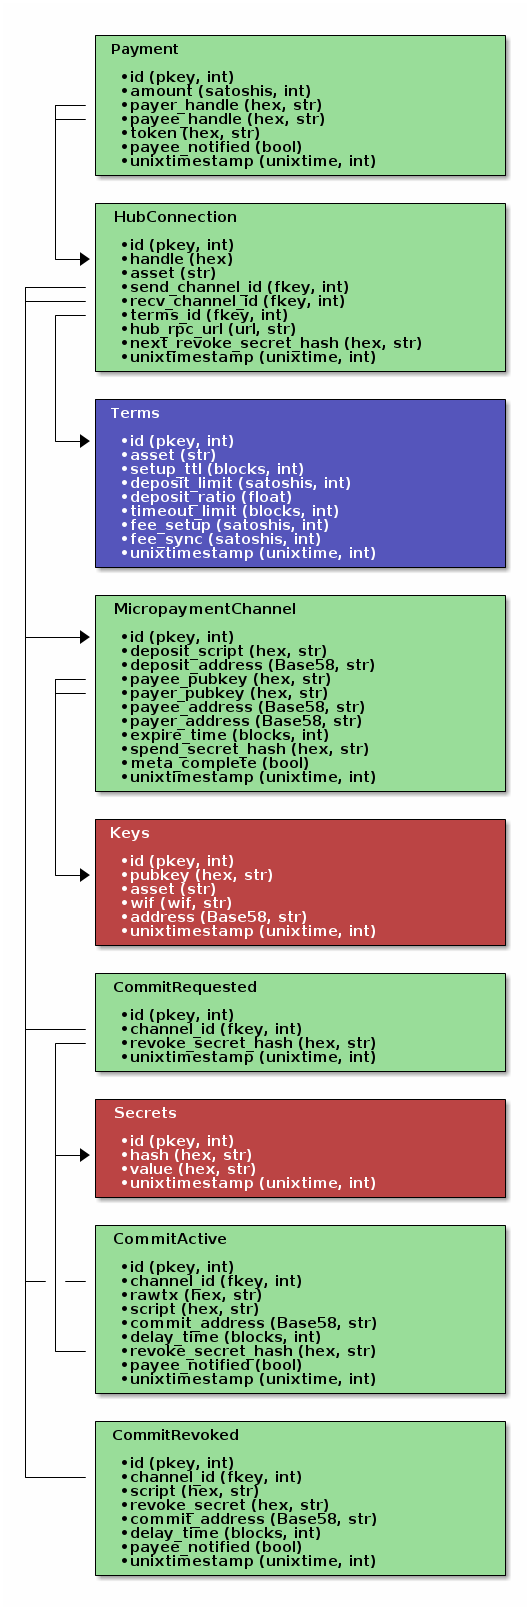 Payment
•id (pkey, int)
•amount (satoshis, int)
•payer_handle (hex, str)
•payee_handle (hex, str)
•token (hex, str)
•payee_notified (bool)
•unixtimestamp (unixtime, int)
HubConnection
•id (pkey, int)
•handle (hex)
•asset (str)
•send_channel_id (fkey, int)
•recv_channel_id (fkey, int)
•terms_id (fkey, int)
•hub_rpc_url (url, str)
•next_revoke_secret_hash (hex, str)
•unixtimestamp (unixtime, int)
Terms
•id (pkey, int)
•asset (str)
•setup_ttl (blocks, int)
•deposit_limit (satoshis, int)
•deposit_ratio (float)
•timeout_limit (blocks, int)
•fee_setup (satoshis, int)
•fee_sync (satoshis, int)
•unixtimestamp (unixtime, int)
MicropaymentChannel
•id (pkey, int)
•deposit_script (hex, str)
•deposit_address (Base58, str)
•payee_pubkey (hex, str)
•payer_pubkey (hex, str)
•payee_address (Base58, str)
•payer_address (Base58, str)
•expire_time (blocks, int)
•spend_secret_hash (hex, str)
•meta_complete (bool)
•unixtimestamp (unixtime, int)
Keys
•id (pkey, int)
•pubkey (hex, str)
•asset (str)
•wif (wif, str)
•address (Base58, str)
•unixtimestamp (unixtime, int)
CommitRequested
•id (pkey, int)
•channel_id (fkey, int)
•revoke_secret_hash (hex, str)
•unixtimestamp (unixtime, int)
Secrets
•id (pkey, int)
•hash (hex, str)
•value (hex, str)
•unixtimestamp (unixtime, int)
CommitActive
•id (pkey, int)
•channel_id (fkey, int)
•rawtx (hex, str)
•script (hex, str)
•commit_address (Base58, str)
•delay_time (blocks, int)
•revoke_secret_hash (hex, str)
•payee_notified (bool)
•unixtimestamp (unixtime, int)
CommitRevoked
•id (pkey, int)
•channel_id (fkey, int)
•script (hex, str)
•revoke_secret (hex, str)
•commit_address (Base58, str)
•delay_time (blocks, int)
•payee_notified (bool)
•unixtimestamp (unixtime, int)